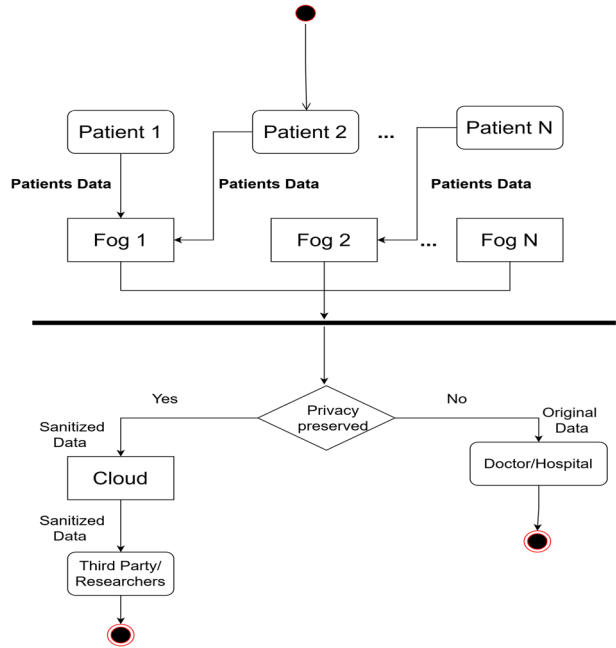 Patient 1
Patient 2
...
Patient N
Patients Data
Patients Data
Patients Data
Fog 1
Fog 2
...
Fog N
Yes
Privacy
preserved
No
Sanitized
Data
Original
Data
Cloud
Doctor/Hospital
Sanitized
Data
Third Party/
Researchers